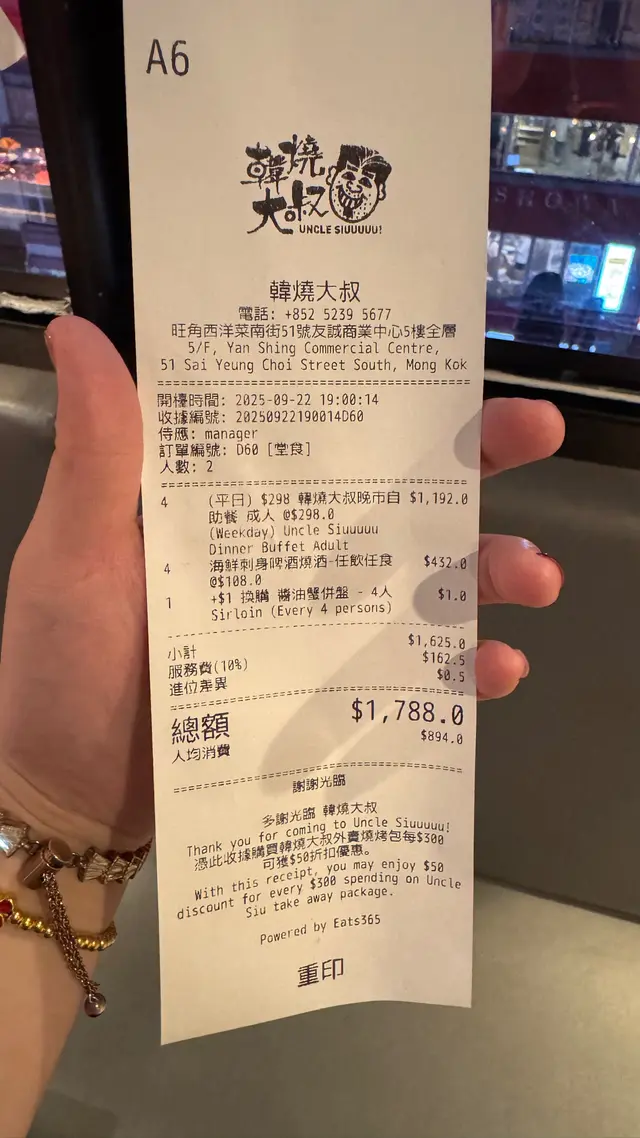 A6
韓燒
大叔
UNCLE SIUUUUU!
韓燒大叔
電話: +852 5239 5677
旺角西洋菜南街51號友誠商業中心5樓全層
5/F, Yan Shing Commercial Centre,
51 Sai Yeung Choi Street South, Mong Kok
開檯時間: 2025-09-22 19:00:14
收據編號: 20250922190014D60
侍應: manager
訂單編號: D60 [堂食]
人數: 2
4 (平日) $298 韓燒大叔晚市自 $1,192.0
助餐 成人 @$298.0
(Weekday) Uncle Siuuuuu
Dinner Buffet Adult
4 海鮮刺身啤酒燒酒-任飲任食 $432.0
@$108.0
1 +$1 換購 醬油蟹併盤 - 4人 $1.0
Sirloin (Every 4 persons)
小計 $1,625.0
服務費(10%) $162.5
進位差異 $0.5
總額 $1,788.0
人均消費 $894.0
謝謝光臨
多謝光臨 韓燒大叔
Thank you for coming to Uncle Siuuuuu!
憑此收據購買韓燒大叔外賣燒烤包每$300
可獲$50折扣優惠。
With this receipt, you may enjoy $50
discount for every $300 spending on Uncle
Siu take away package.
Powered by Eats365
重印